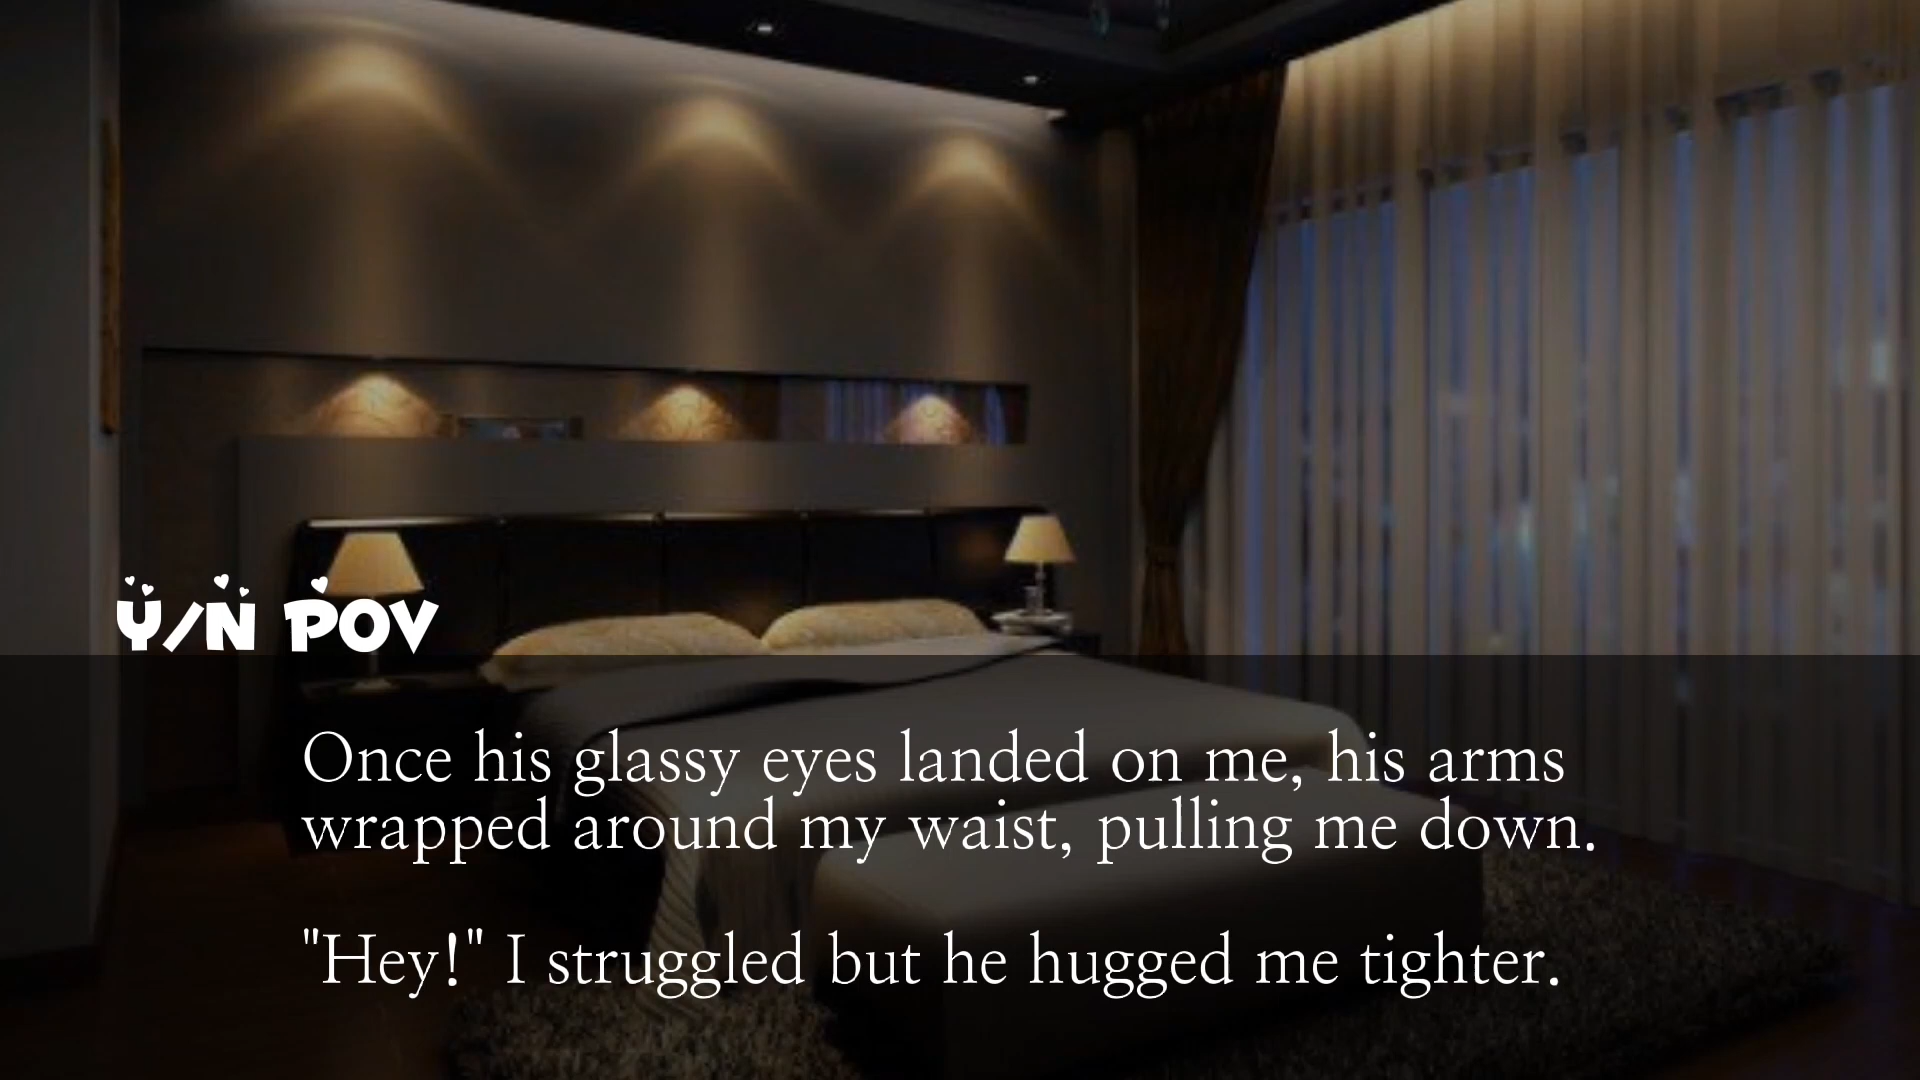 Y/N POV
Once his glassy eyes landed on me, his arms
wrapped around my waist, pulling me down.
"Hey!" I struggled but he hugged me tighter.